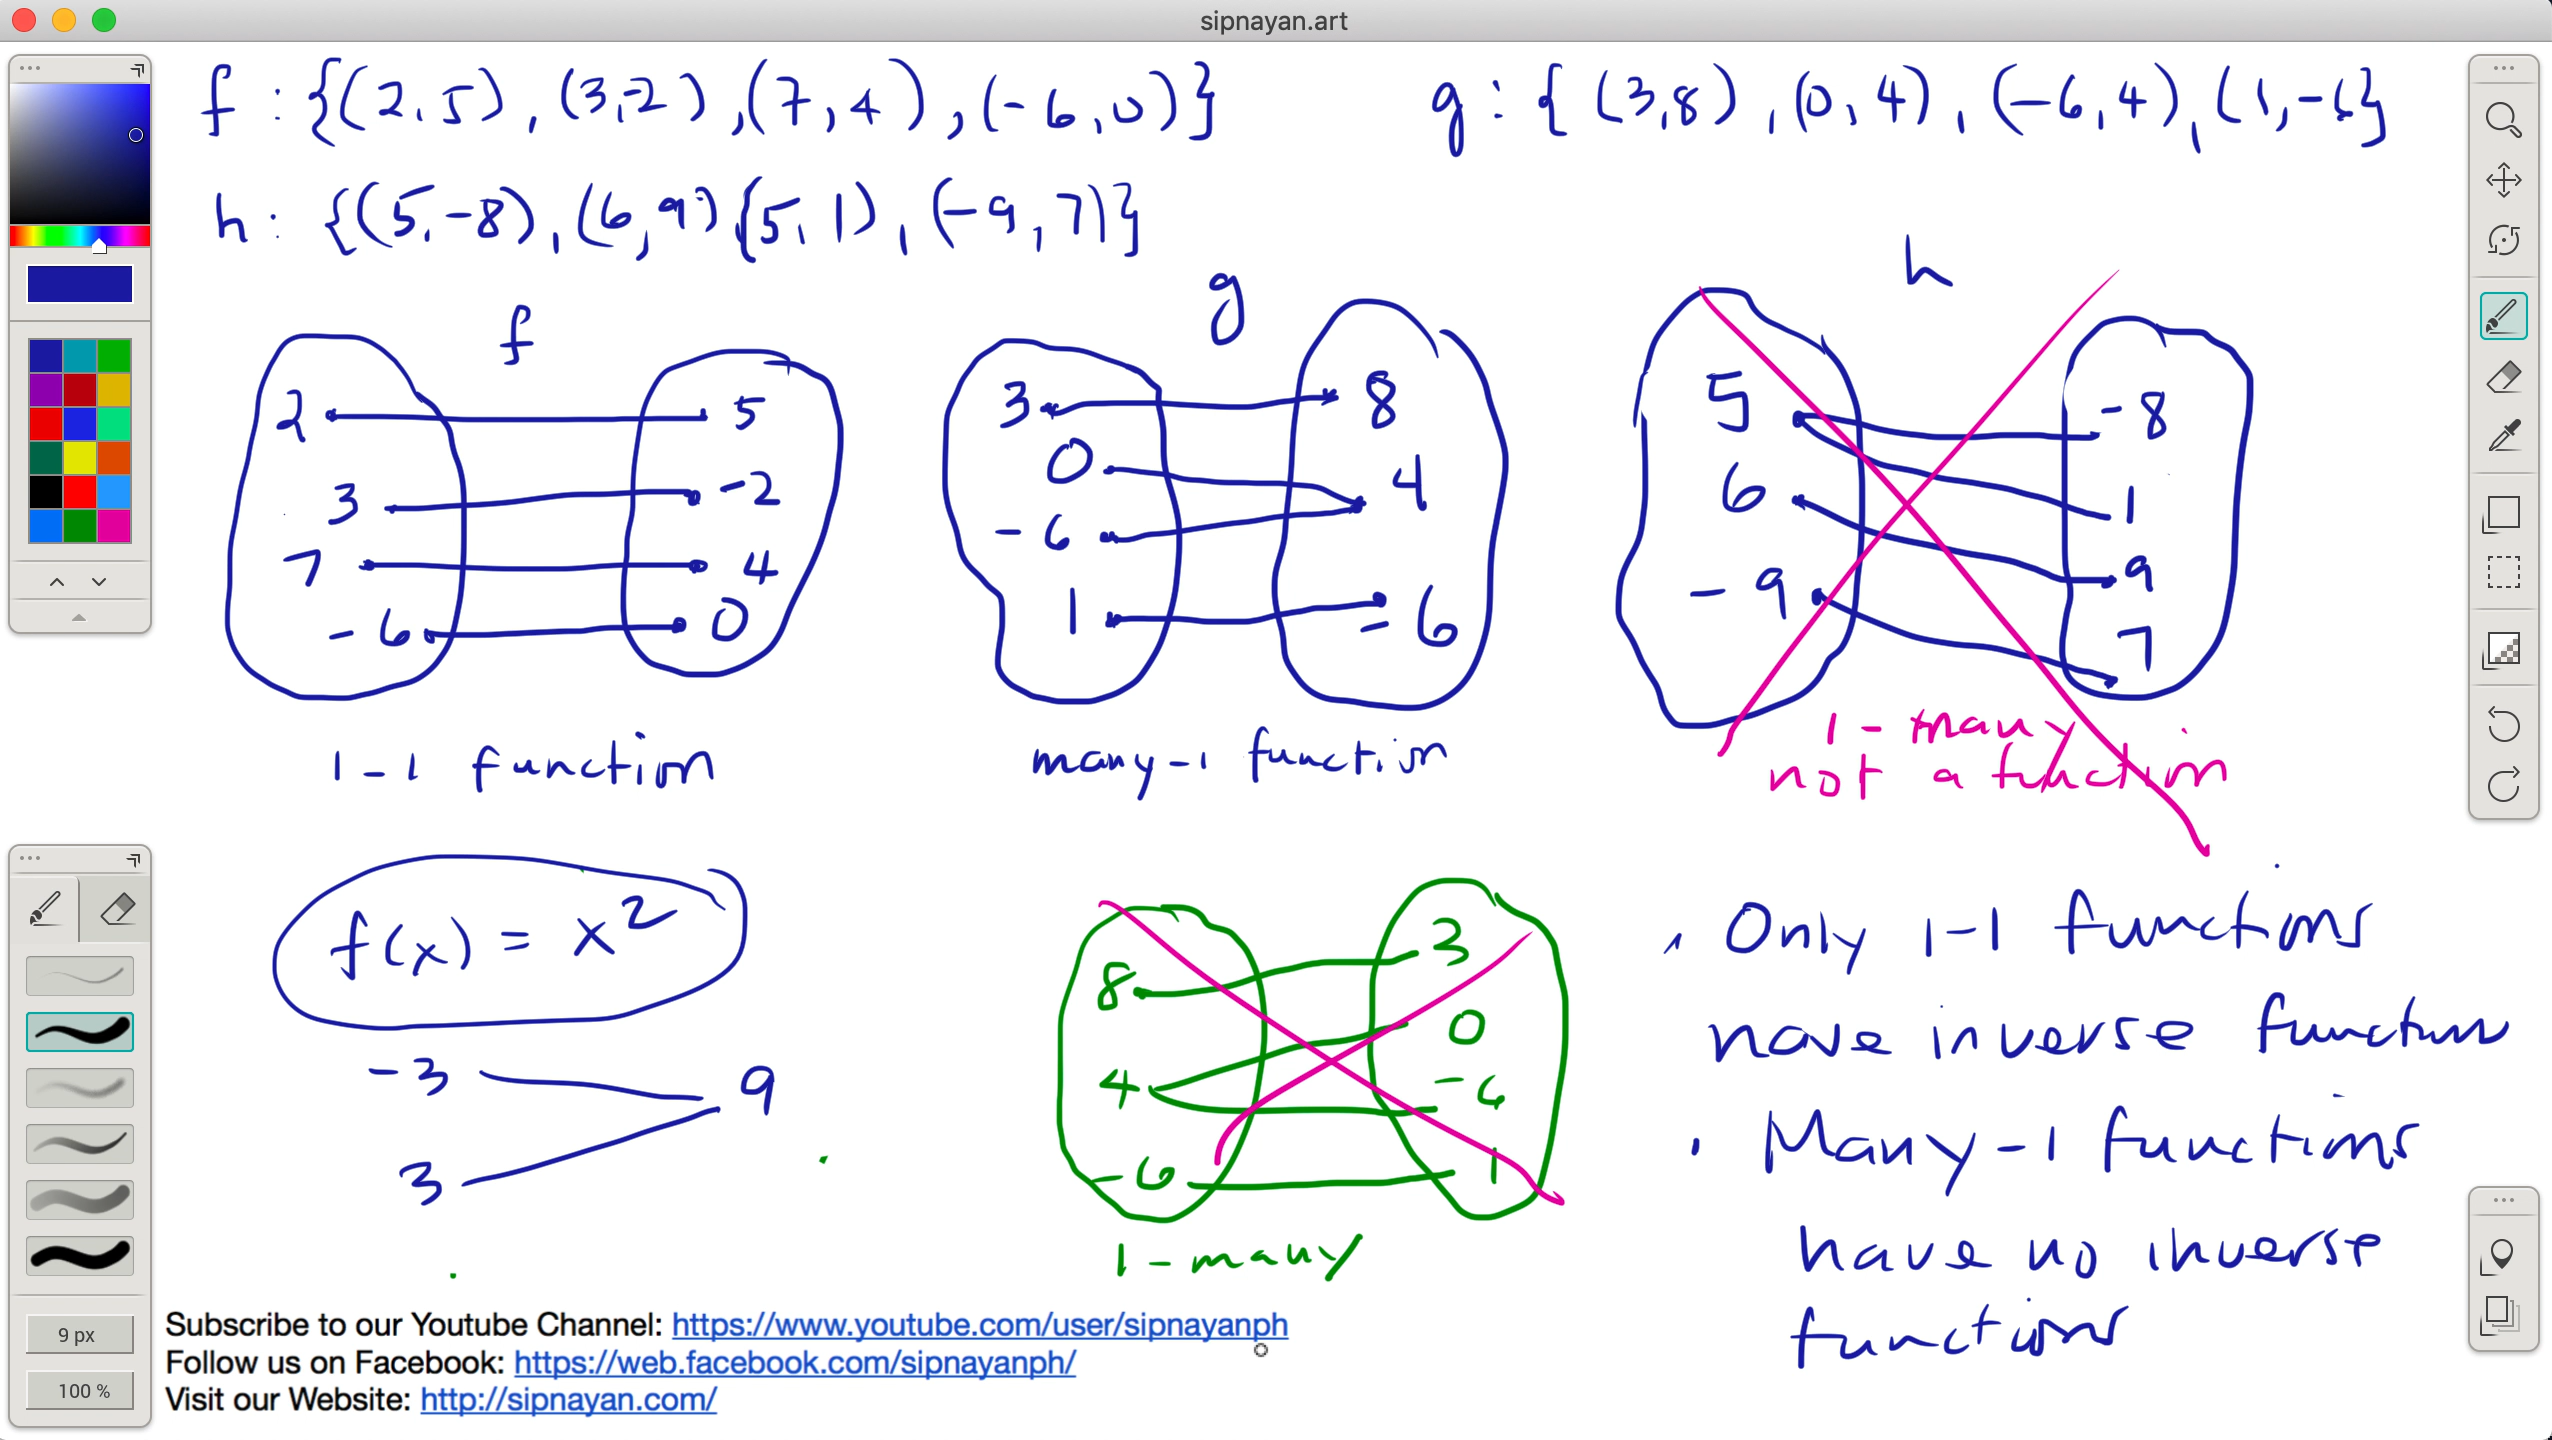 sipnayan.art
f : {(2,5), (3,-2), (7,4), (-6,0)}
g : {(3,8), (0,4), (-6,4), (1,-6}
h : {(5,-8), (6,9) (5,1), (-9,7)}
f
2 5
3 -2
7 4
-6 0
1-1 function
g
3 8
0 4
-6 -6
1
many-1 function
h
5 -8
6 1
-9 9
7
1-many
not a function
f(x) = x²
-3 9
3
8 3
4 0
-6 -6
1
1-many
. Only 1-1 functions
have inverse functions
. Many-1 functions
have no inverse
functions
Subscribe to our Youtube Channel: https://www.youtube.com/user/sipnayanph
Follow us on Facebook: https://web.facebook.com/sipnayanph/
Visit our Website: http://sipnayan.com/
9 px
100 %